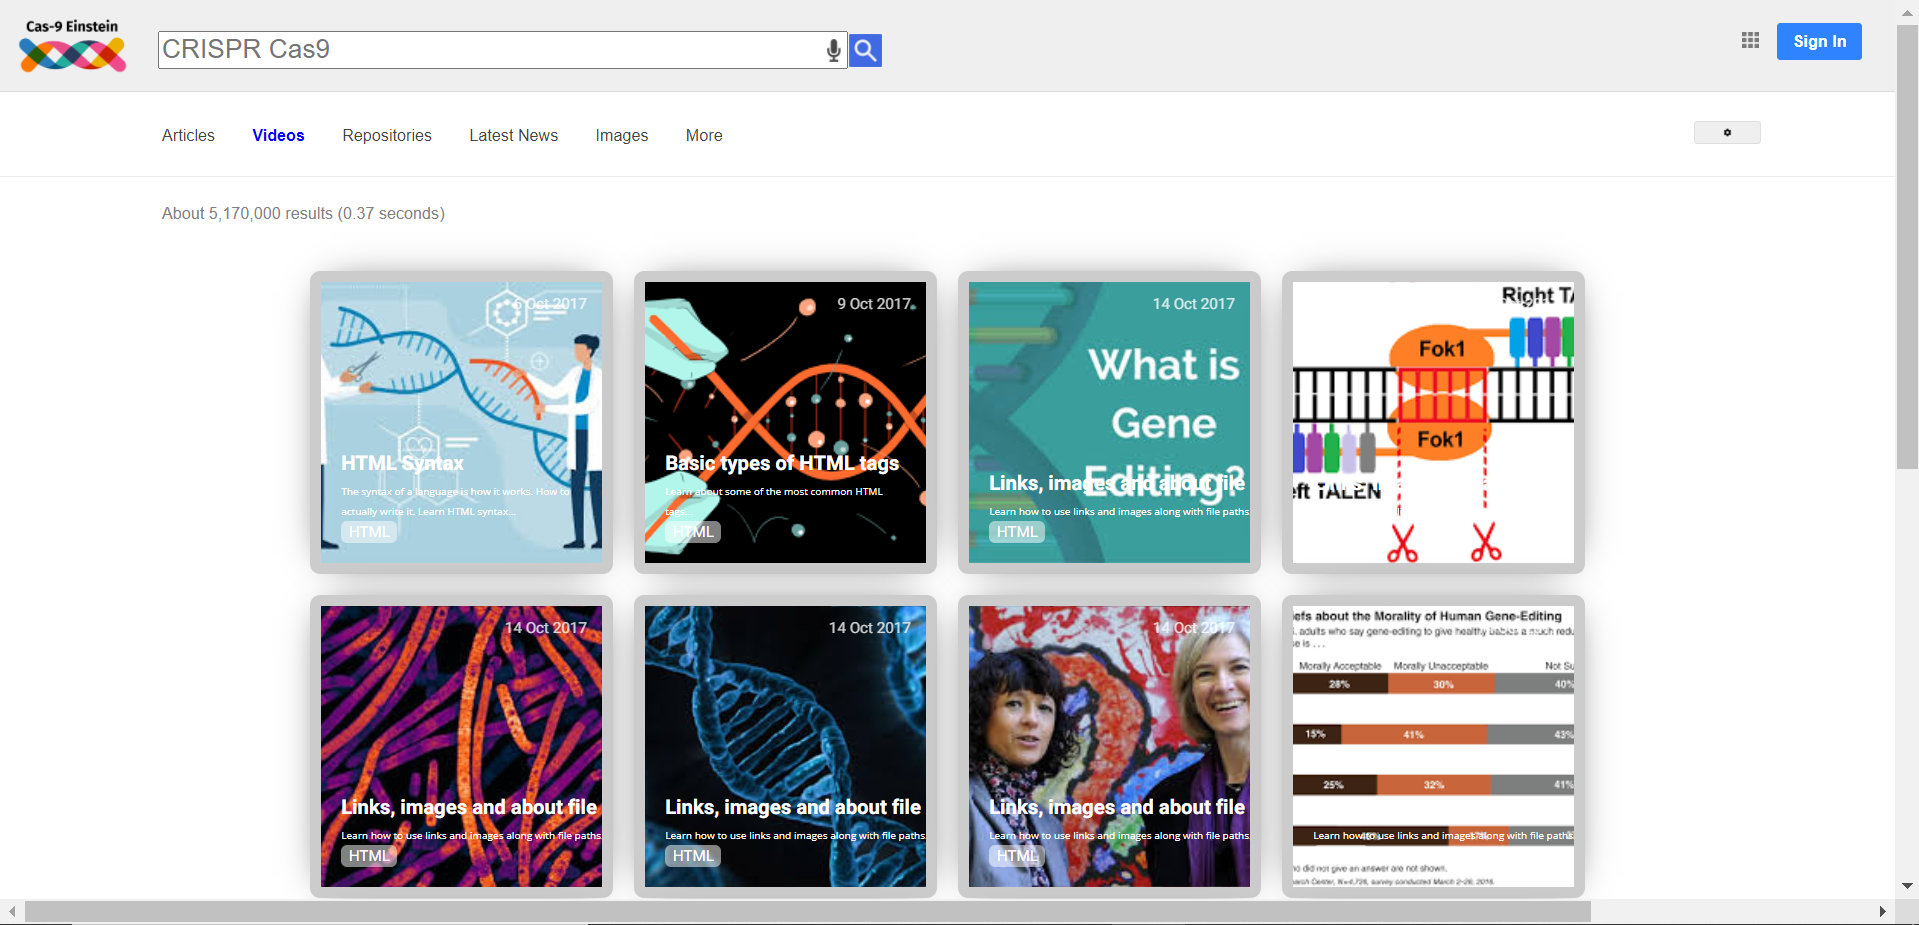 Cas-9 Einstein
CRISPR Cas9
Sign In
Articles
Videos
Repositories
Latest News
Images
More
About 5,170,000 results (0.37 seconds)
6 Oct 2017
HTML Syntax
The syntax of a language is how it works. How to
actually write it. Learn HTML syntax...
HTML
9 Oct 2017
Basic types of HTML tags
Learn about some of the most common HTML
tags...
HTML
14 Oct 2017
What is
Gene
Editing?
Links, images and about file
Learn how to use links and images along with file paths
HTML
Right TA
Fok1
Fok1
eft TALEN
14 Oct 2017
Links, images and about file
Learn how to use links and images along with file paths
HTML
14 Oct 2017
Links, images and about file
Learn how to use links and images along with file paths
HTML
14 Oct 2017
Links, images and about file
Learn how to use links and images along with file paths
HTML
efs about the Morality of Human Gene-Editing
adults who say gene-editing to give healthy babies a much redu
e is . . .
Morally Acceptable Morally Unacceptable Not Su
28% 30% 40%
15% 41% 43%
25% 32% 41%
Learn how to use links and images along with file paths
o did not give an answer are not shown.
earch Center, N=4,726, survey conducted March 2-28, 2016.